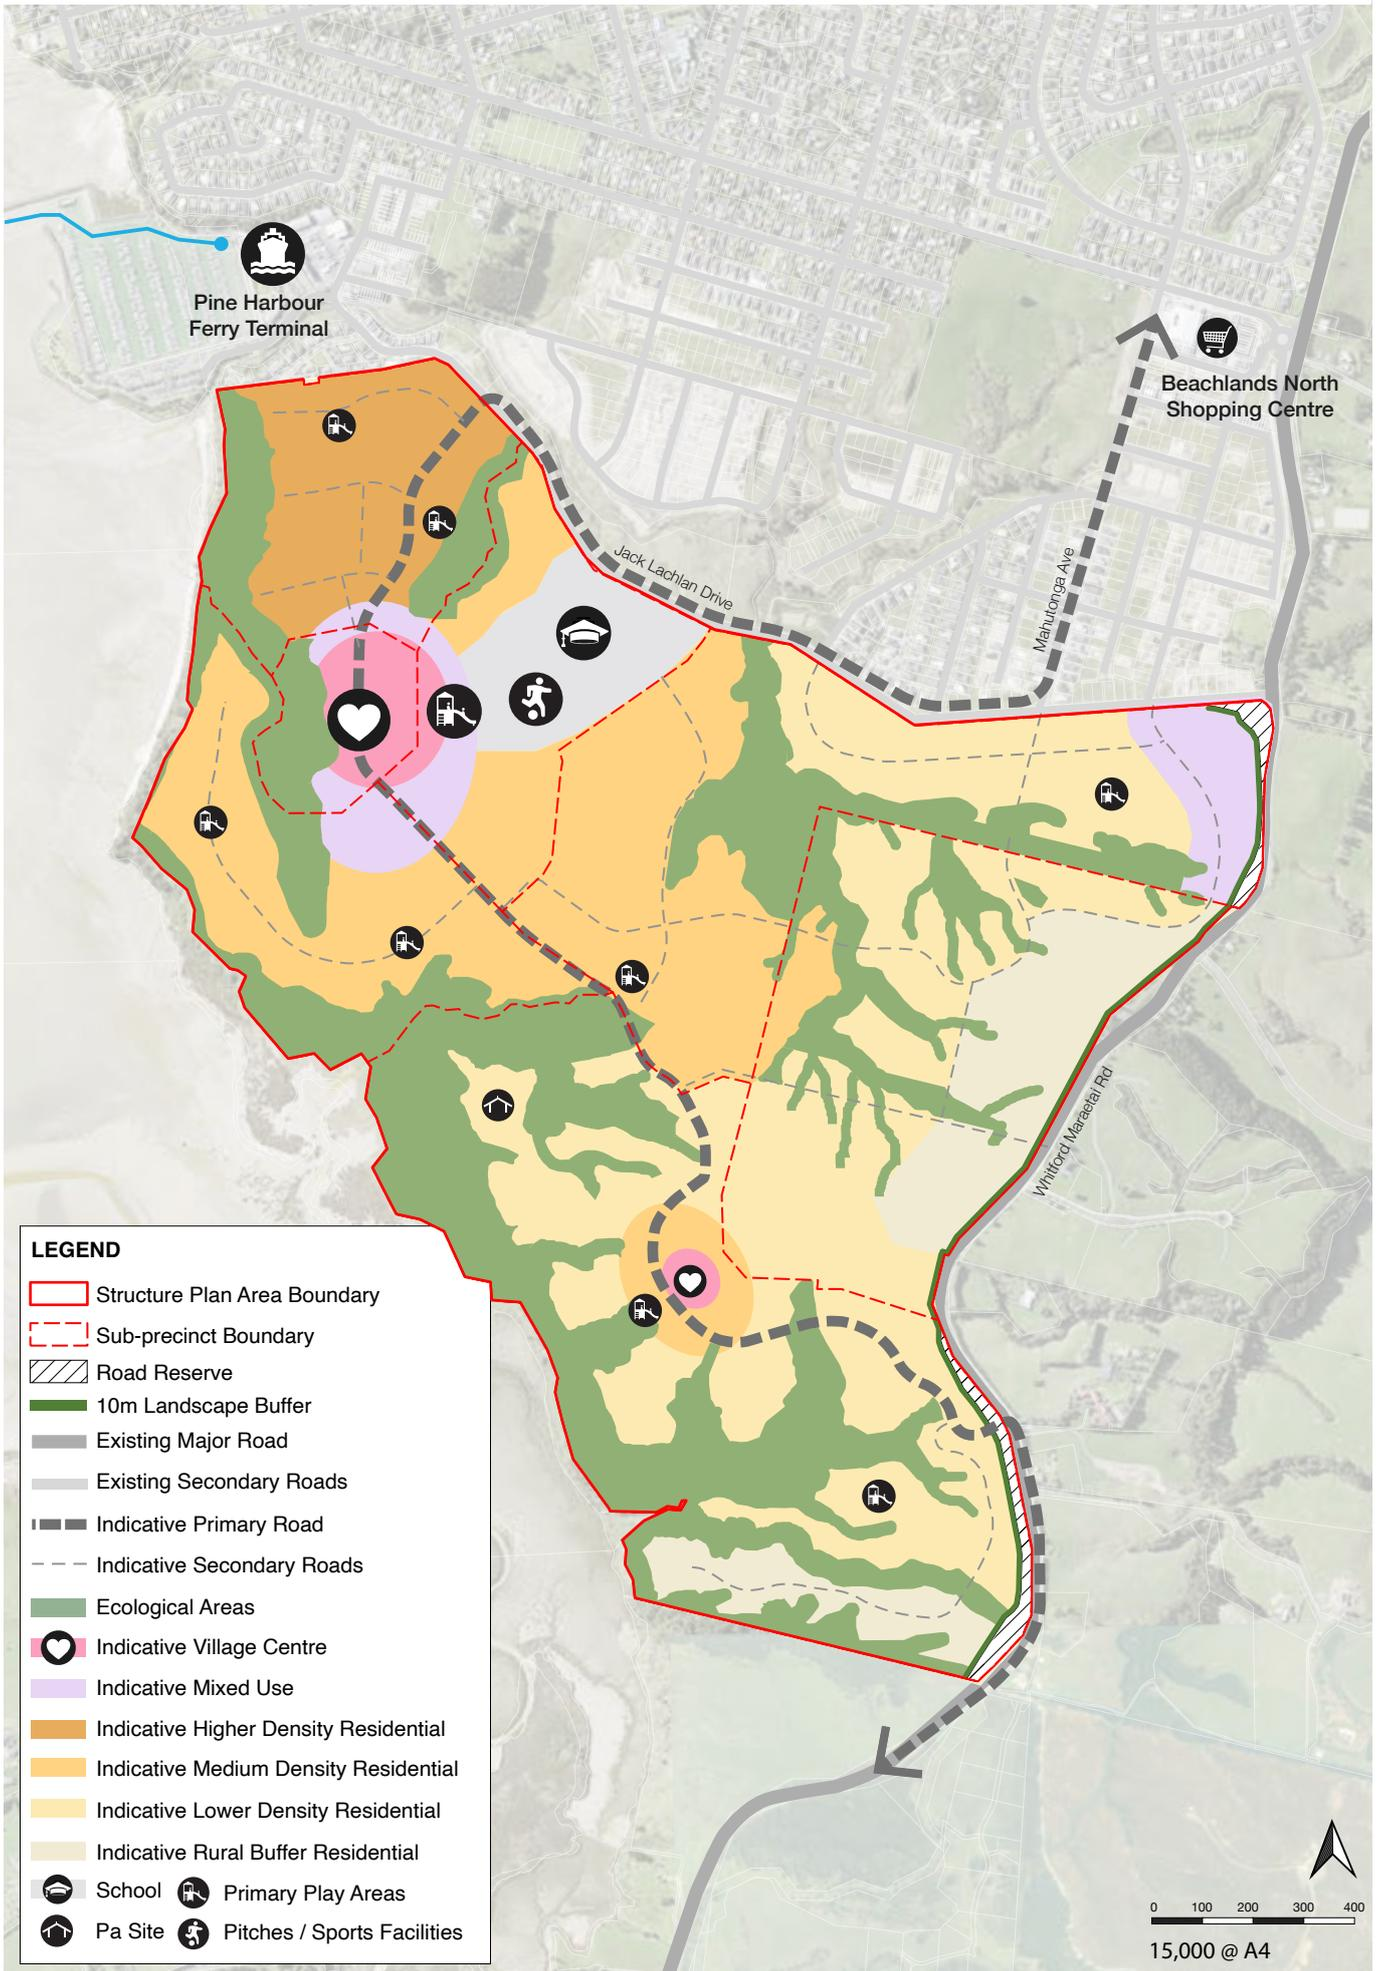 Pine Harbour
Ferry Terminal
Beachlands North
Shopping Centre
Jack Lachlan Drive
Mahutonga Ave
Whitford Maraetai Rd
LEGEND
Structure Plan Area Boundary
Sub-precinct Boundary
Road Reserve
10m Landscape Buffer
Existing Major Road
Existing Secondary Roads
Indicative Primary Road
Indicative Secondary Roads
Ecological Areas
Indicative Village Centre
Indicative Mixed Use
Indicative Higher Density Residential
Indicative Medium Density Residential
Indicative Lower Density Residential
Indicative Rural Buffer Residential
School Primary Play Areas
Pa Site Pitches / Sports Facilities
0 100 200 300 400
15,000 @ A4